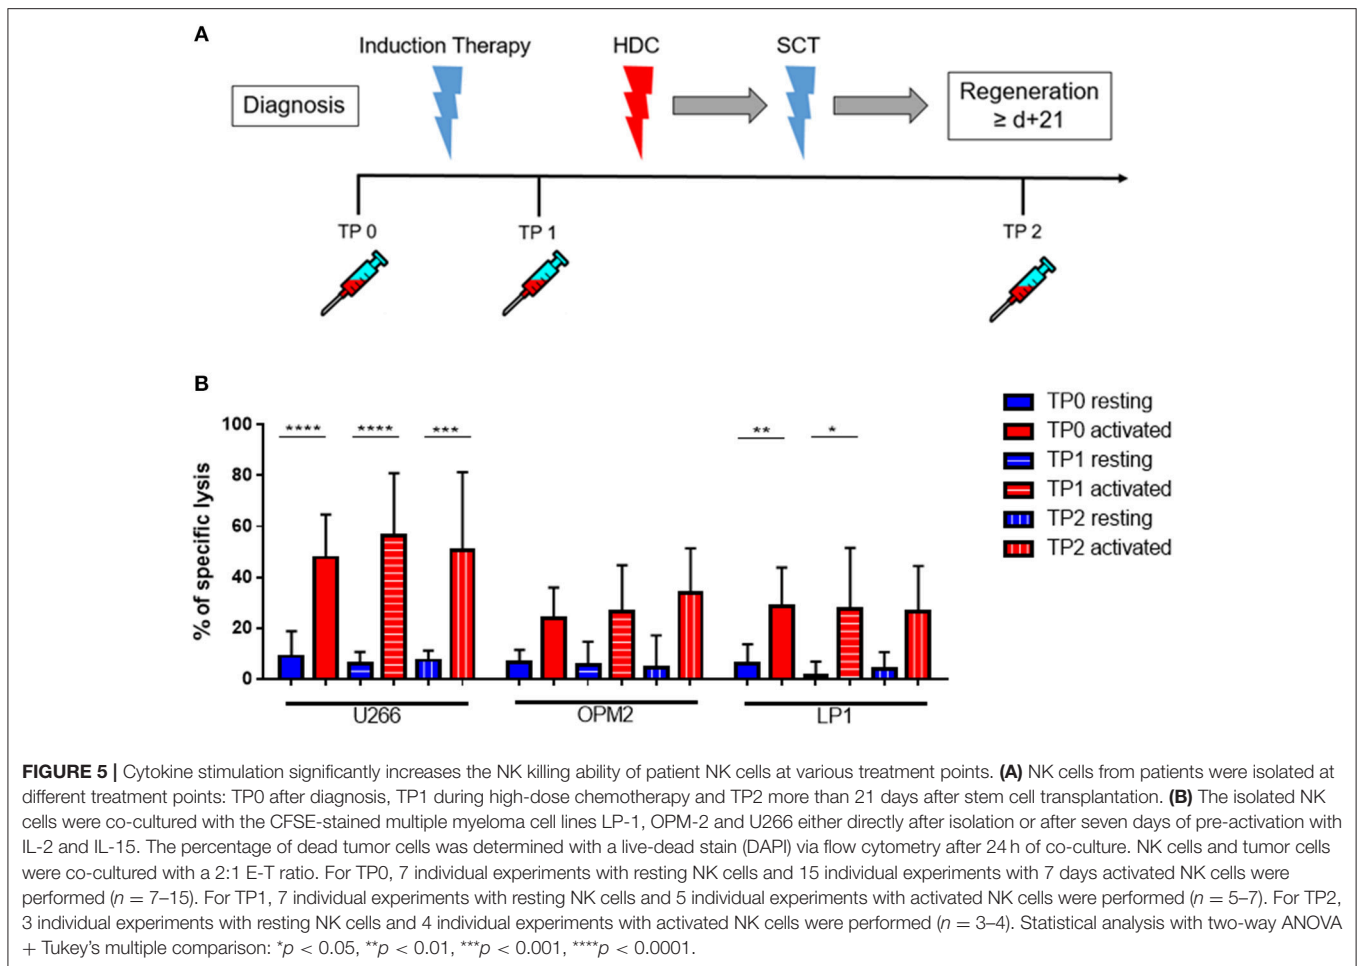 A
Induction Therapy HDC SCT
Diagnosis
Regeneration
≥ d+21
TP 0 TP 1 TP 2
B
TP0 resting
TP0 activated
TP1 resting
TP1 activated
TP2 resting
TP2 activated
% of specific lysis
100
80
60
40
20
0
**** **** *** ** *
U266 OPM2 LP1
FIGURE 5 | Cytokine stimulation significantly increases the NK killing ability of patient NK cells at various treatment points. (A) NK cells from patients were isolated at
different treatment points: TP0 after diagnosis, TP1 during high-dose chemotherapy and TP2 more than 21 days after stem cell transplantation. (B) The isolated NK
cells were co-cultured with the CFSE-stained multiple myeloma cell lines LP-1, OPM-2 and U266 either directly after isolation or after seven days of pre-activation with
IL-2 and IL-15. The percentage of dead tumor cells was determined with a live-dead stain (DAPI) via flow cytometry after 24 h of co-culture. NK cells and tumor cells
were co-cultured with a 2:1 E-T ratio. For TP0, 7 individual experiments with resting NK cells and 15 individual experiments with 7 days activated NK cells were
performed (n = 7–15). For TP1, 7 individual experiments with resting NK cells and 5 individual experiments with activated NK cells were performed (n = 5–7). For TP2,
3 individual experiments with resting NK cells and 4 individual experiments with activated NK cells were performed (n = 3–4). Statistical analysis with two-way ANOVA
+ Tukey's multiple comparison: *p < 0.05, **p < 0.01, ***p < 0.001, ****p < 0.0001.